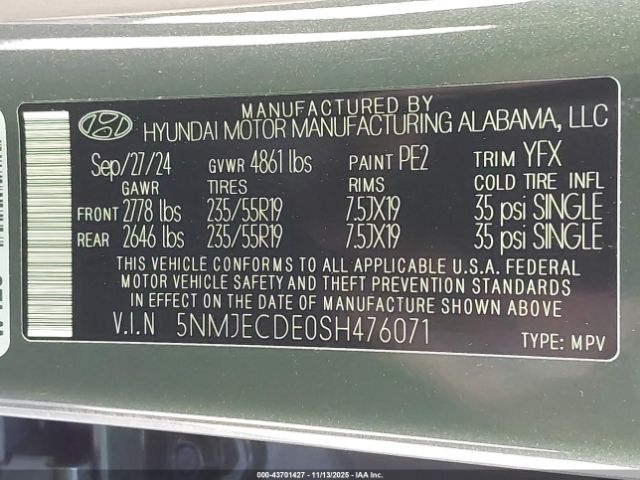 MANUFACTURED BY
HYUNDAI MOTOR MANUFACTURING ALABAMA, LLC
Sep/27/24 GVWR 4861 lbs PAINT PE2 TRIM YFX
GAWR TIRES RIMS COLD TIRE INFL
FRONT 2778 lbs 235/55R19 7.5JX19 35 psi SINGLE
REAR 2646 lbs 235/55R19 7.5JX19 35 psi SINGLE
THIS VEHICLE CONFORMS TO ALL APPLICABLE U.S.A. FEDERAL
MOTOR VEHICLE SAFETY, BUMPER, AND THEFT PREVENTION
STANDARDS IN EFFECT ON THE DATE OF MANUFACTURE SHOWN ABOVE
V.I.N 5NMJECDE0SH476071 TYPE: MPV
000-43701427 - 11/13/2025 - IAA Inc.